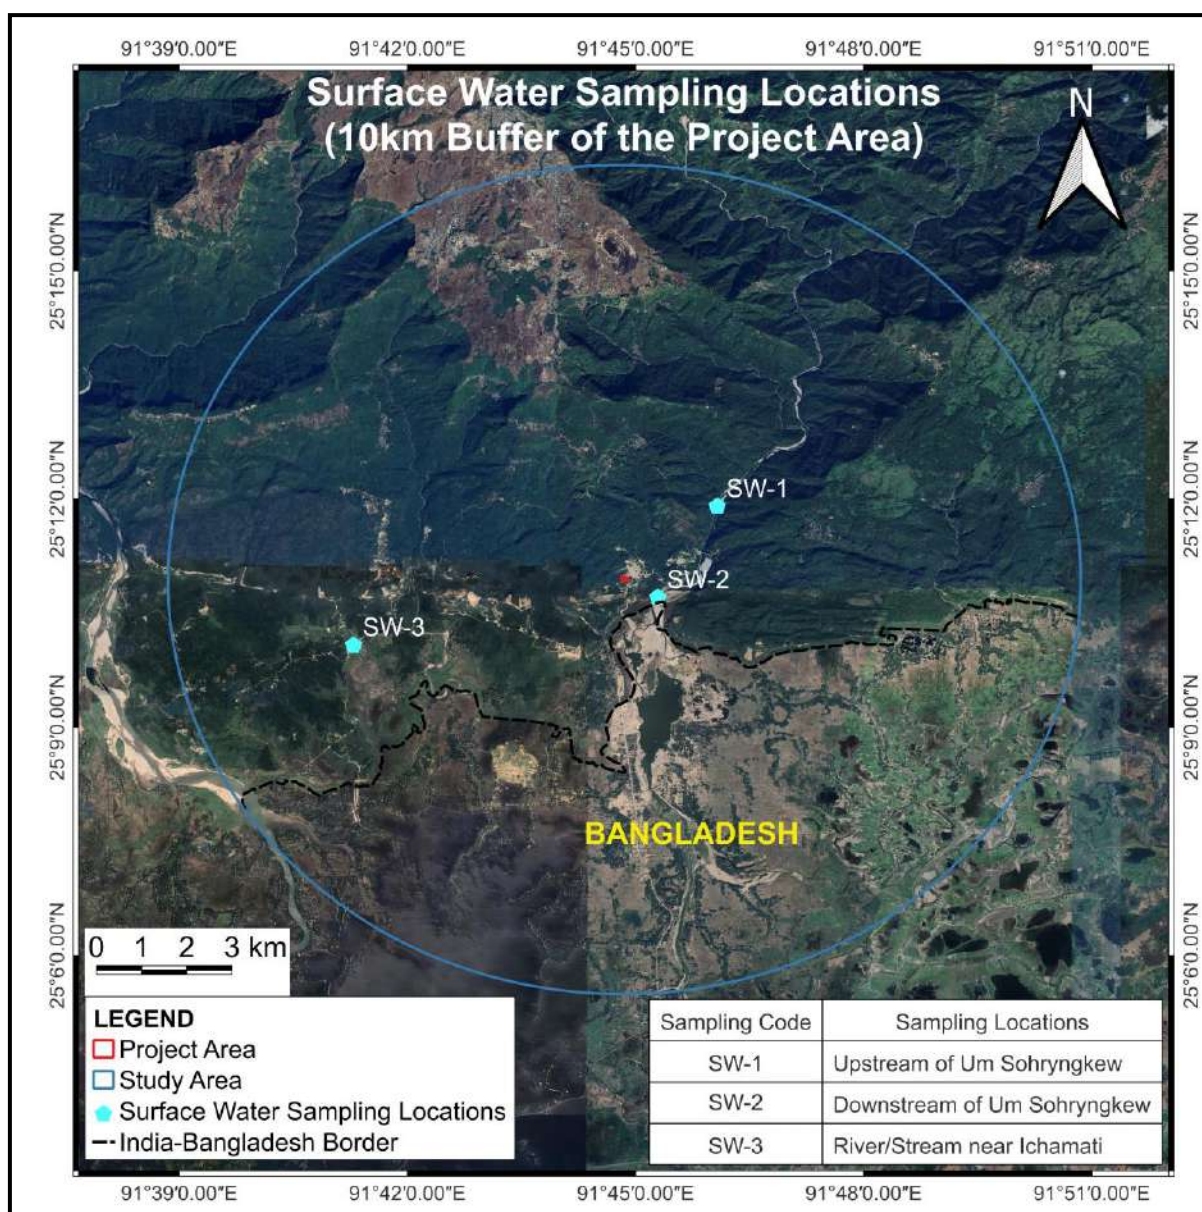 91°39'0.00"E 91°42'0.00"E 91°45'0.00"E 91°48'0.00"E 91°51'0.00"E
Surface Water Sampling Locations
(10km Buffer of the Project Area)
N
25°15'0.00"N 25°15'0.00"N
25°12'0.00"N 25°12'0.00"N
SW-1
SW-2
SW-3
25°9'0.00"N 25°9'0.00"N
BANGLADESH
25°6'0.00"N 25°6'0.00"N
0 1 2 3 km
LEGEND
Project Area
Study Area
Surface Water Sampling Locations
India-Bangladesh Border
Sampling Code Sampling Locations
SW-1 Upstream of Um Sohryngkew
SW-2 Downstream of Um Sohryngkew
SW-3 River/Stream near Ichamati
91°39'0.00"E 91°42'0.00"E 91°45'0.00"E 91°48'0.00"E 91°51'0.00"E